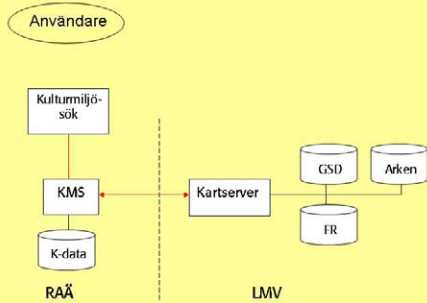 Användare
Kulturmiljö-
sök
GSD
Arken
KMS
Kartserver
FR
K-data
RAÄ
LMV